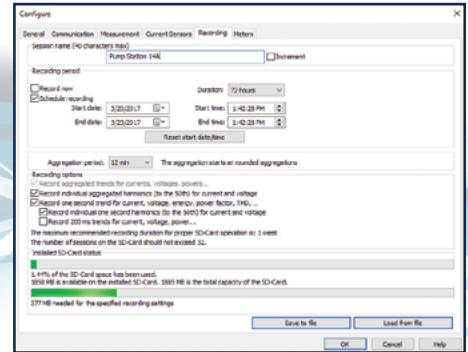 Configure
General Communication Measurement Current Sensors Recording Meters
Session name (40 characters max)
Pump Station 14A
Increment
Recording period
Record now
Duration: 72 hours
Schedule recording
Start date: 3/20/2017 Start time: 1:42:28 PM
End date: 3/23/2017 End time: 1:42:28 PM
Reset start date/time
Aggregation period: 12 min The aggregation starts at rounded aggregations
Recording options
Record aggregated trends for currents, voltages, powers...
Record individual aggregated harmonics (to the 50th) for current and voltage
Record one second trend for current, voltage, energy, power factor, THD, ...
Record individual one second harmonics (to the 50th) for current and voltage
Record 200 ms trends for current, voltage, power...
The maximum recommended recording duration for proper SD-Card operation is: 1 week
The number of sessions on the SD-Card should not exceed 32.
Installed SD-Card status
1.44% of the SD-Card space has been used.
1858 MB is available on the installed SD-Card. 1885 MB is the total capacity of the SD-Card.
377 MB needed for the specified recording settings
Save to file Load from file
OK Cancel Help